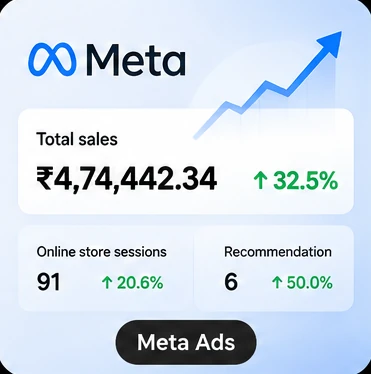 Meta
Total sales
₹4,74,442.34 ↑ 32.5%
Online store sessions
91 ↑ 20.6%
Recommendation
6 ↑ 50.0%
Meta Ads